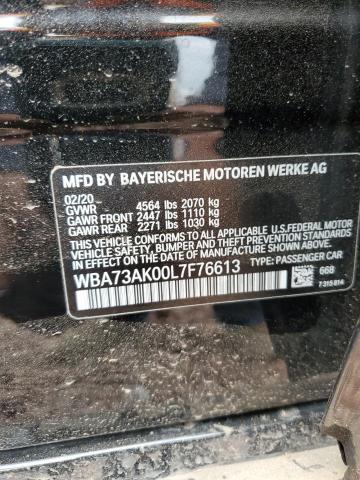 MFD BY BAYERISCHE MOTOREN WERKE AG
02/20
GVWR 4564 lbs 2070 kg
GAWR FRONT 2447 lbs 1110 kg
GAWR REAR 2271 lbs 1030 kg
THIS VEHICLE CONFORMS TO ALL APPLICABLE U.S. FEDERAL MOTOR
VEHICLE SAFETY, BUMPER, AND THEFT PREVENTION STANDARDS
IN EFFECT ON THE DATE OF MANUFACTURE SHOWN ABOVE.
WBA73AK00L7F76613 TYPE: PASSENGER CAR
668
7 315 814